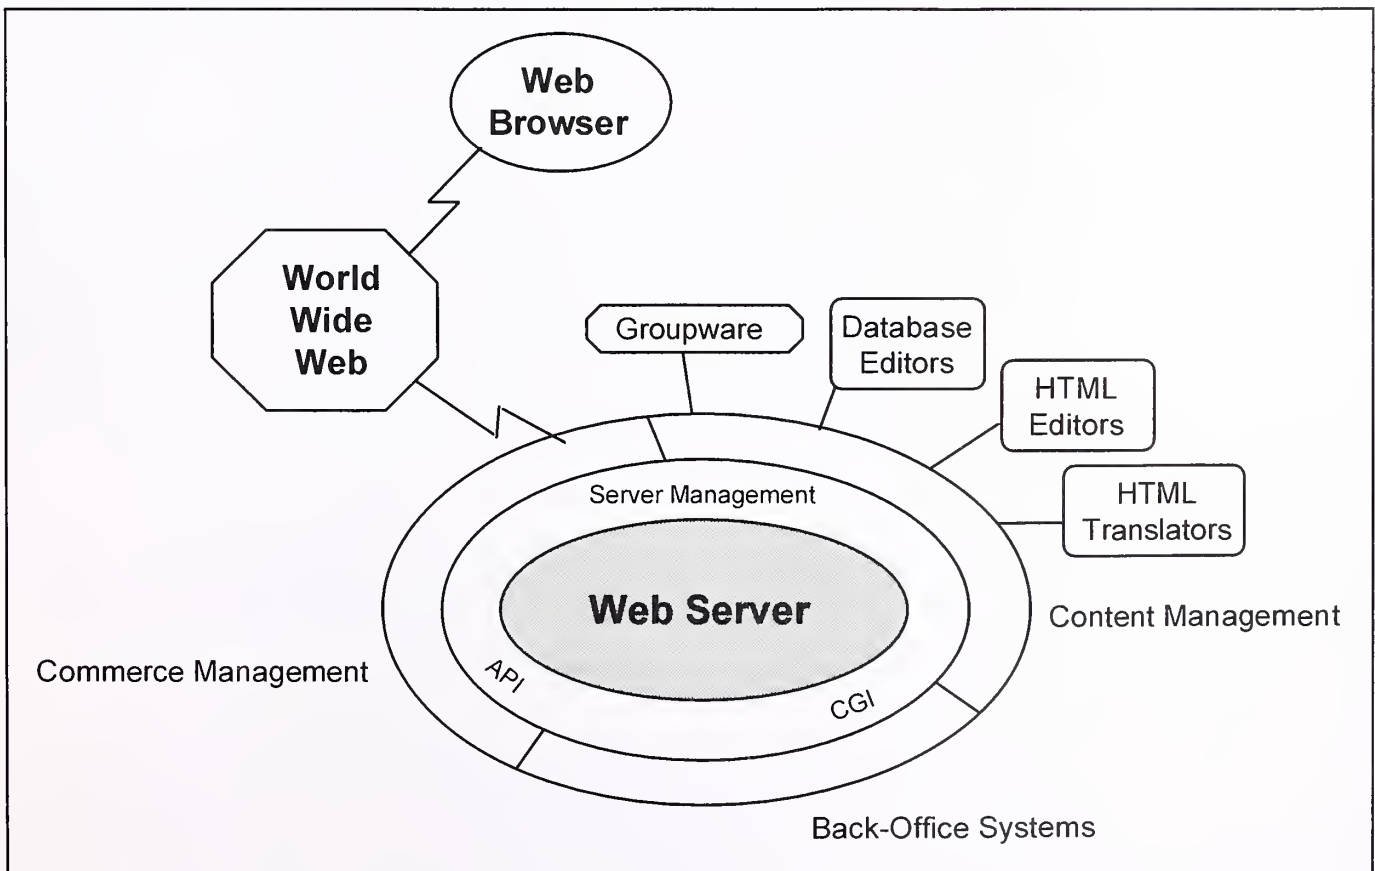 Web
Browser
World
Wide
Web
Groupware
Database
Editors
HTML
Editors
HTML
Translators
Server Management
Web Server
API
CGI
Content Management
Commerce Management
Back-Office Systems